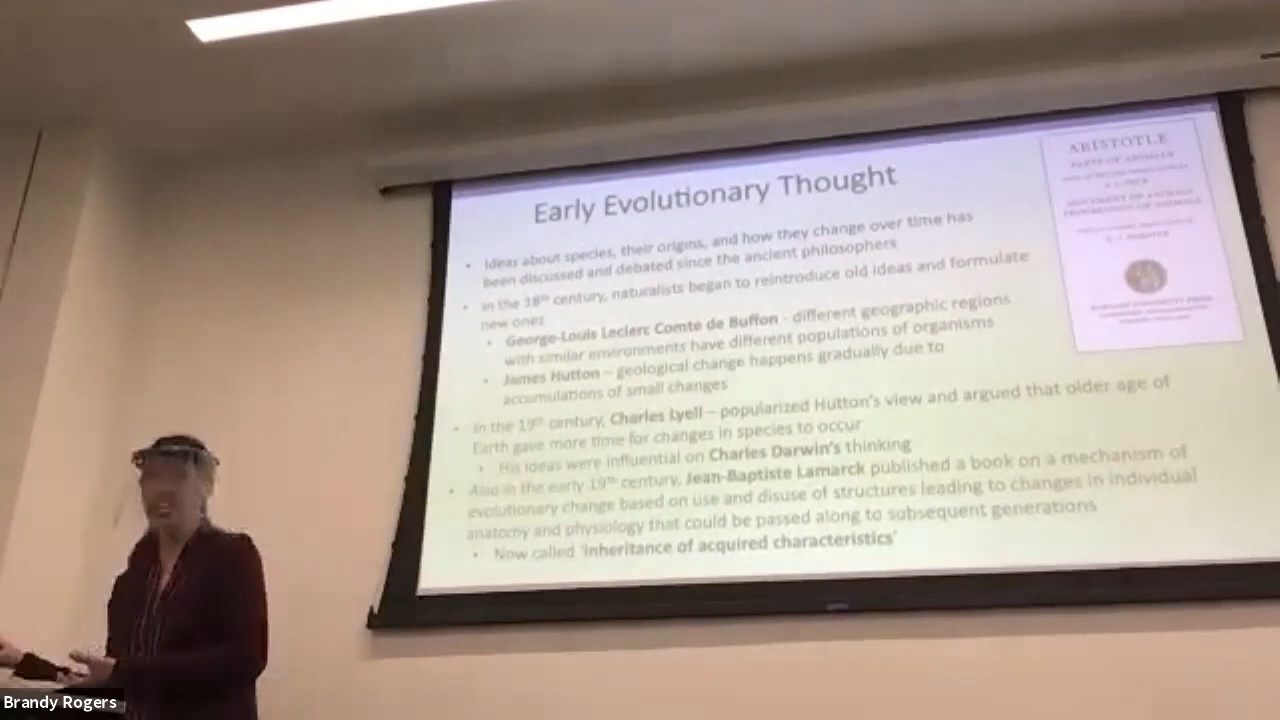 Early Evolutionary Thought
• Ideas about species, their origins, and how they change over time has
been discussed and debated since the ancient philosophers
• In the 18th century, naturalists began to reintroduce old ideas and formulate
new ones
• George-Louis Leclerc Comte de Buffon - different geographic regions
with similar environments have different populations of organisms
• James Hutton – geological change happens gradually due to
accumulations of small changes
• In the 19th century, Charles Lyell – popularized Hutton's view and argued that older age of
Earth gave more time for changes in species to occur
• His ideas were influential on Charles Darwin's thinking
• Also in the early 19th century, Jean-Baptiste Lamarck published a book on a mechanism of
evolutionary change based on use and disuse of structures leading to changes in individual
anatomy and physiology that could be passed along to subsequent generations
• Now called 'inheritance of acquired characteristics'
ARISTOTLE
PARTS OF ANIMALS
MOVEMENT OF ANIMALS
PROGRESSION OF ANIMALS
HARVARD UNIVERSITY PRESS
Brandy Rogers